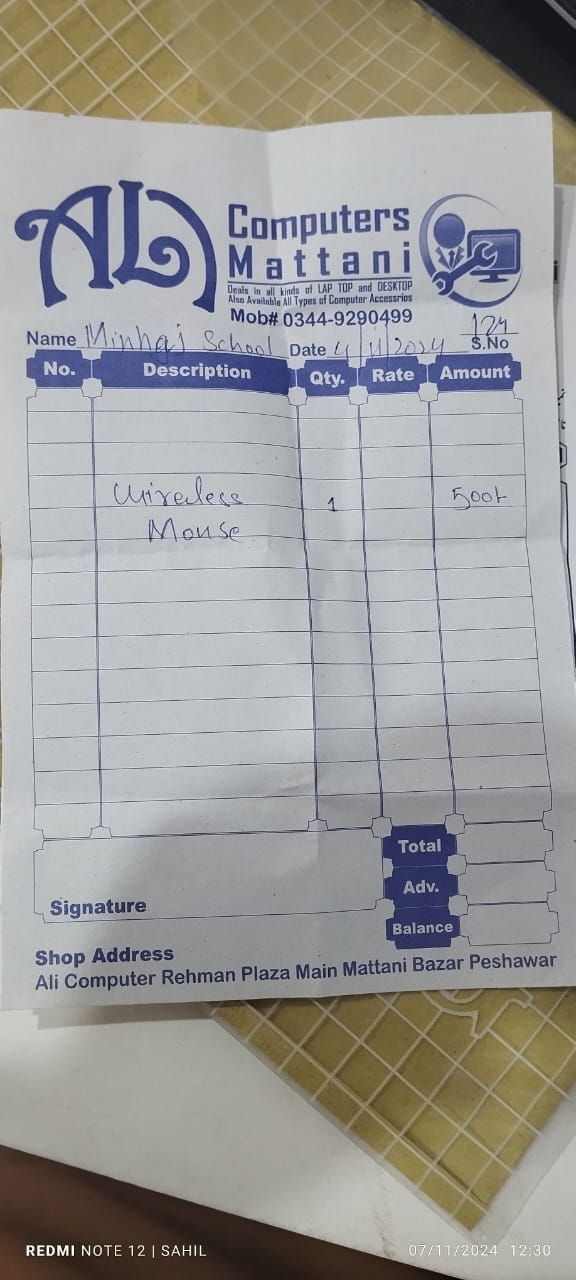 ALI Computers
Mattani
Deals in all kinds of LAP TOP and DESKTOP
Also Available All Types of Computer Accessrios
Mob# 0344-9290499
Name Minhaj School Date 4/11/2024 124 S.No
No. Description Qty. Rate Amount
Wireless 1 500/-
Mouse
Total
Adv.
Signature
Balance
Shop Address
Ali Computer Rehman Plaza Main Mattani Bazar Peshawar
REDMI NOTE 12 | SAHIL 07/11/2024 12:30